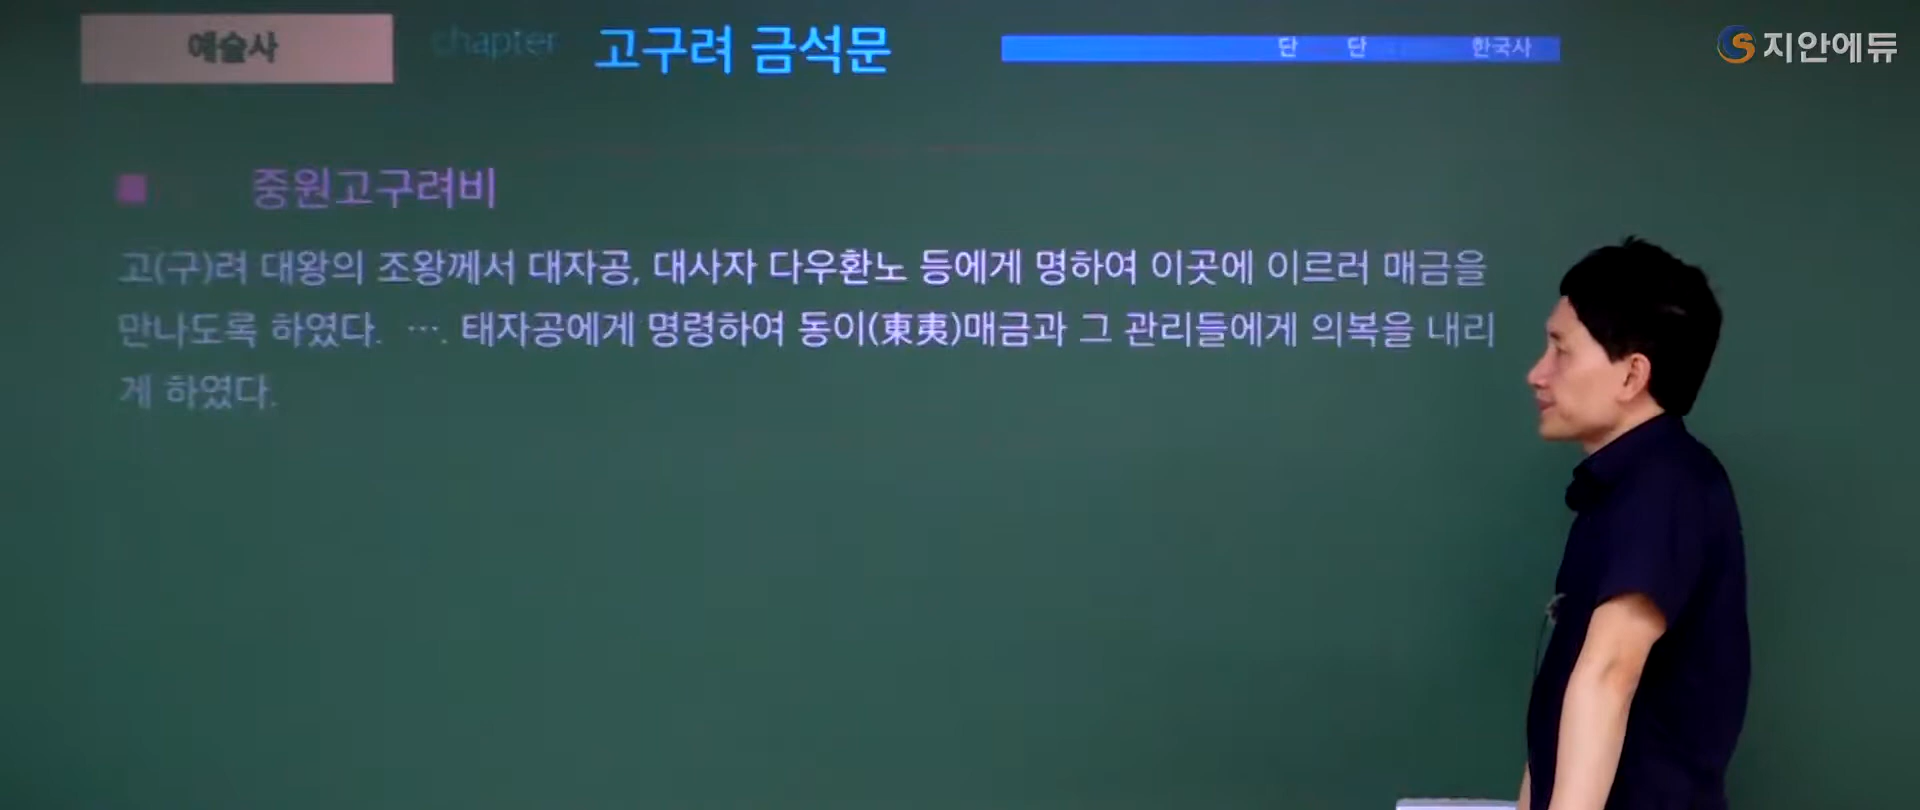 예술사
chapter 고구려 금석문
단 단 한국사
지안에듀
중원고구려비
고(구)려 대왕의 조왕께서 대자공, 대사자 다우환노 등에게 명하여 이곳에 이르러 매금을
만나도록 하였다. …. 태자공에게 명령하여 동이(東夷)매금과 그 관리들에게 의복을 내리
게 하였다.